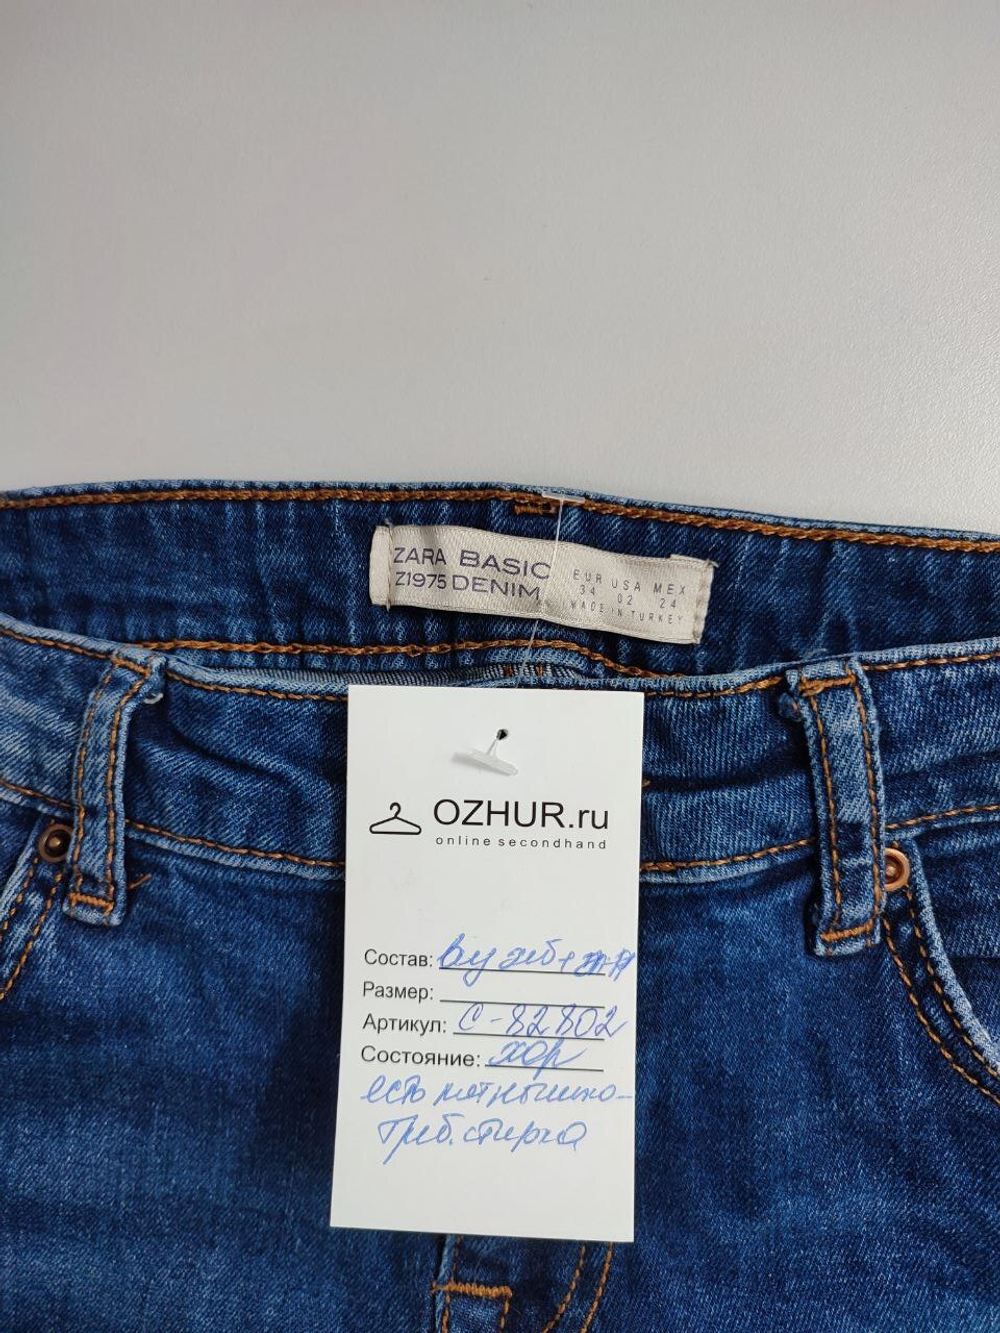 ZARA BASIC
Z1975 DENIM
EUR USA MEX
34 02 24
MADE IN TURKEY
OZHUR.ru
online secondhand
Состав:
Размер:
Артикул: С-82802
Состояние: хор
есть пятнышко-
треб. стирка